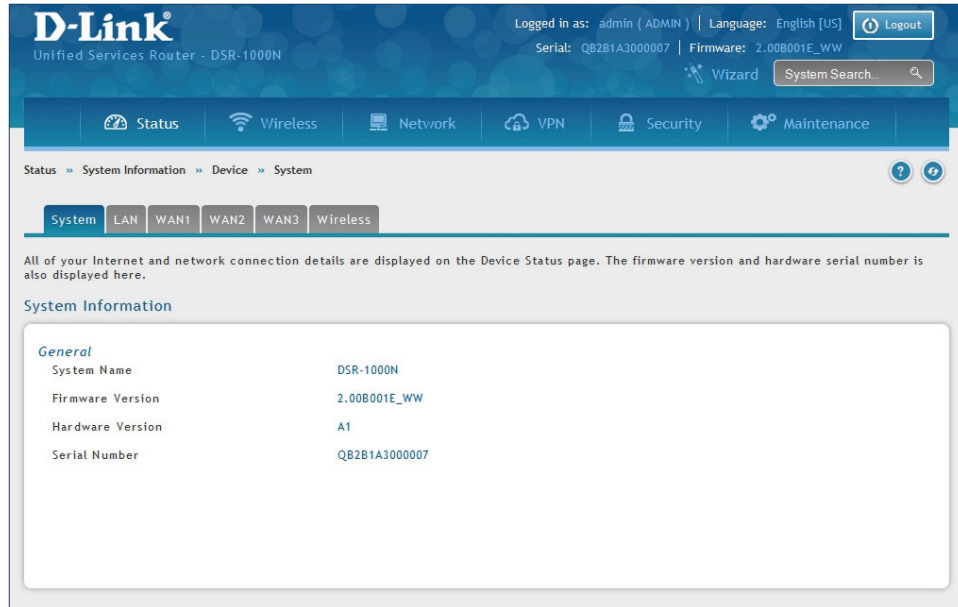 D-Link®
Logged in as: admin ( ADMIN ) | Language: English [US] Logout
Unified Services Router - DSR-1000N
Serial: QB2B1A3000007 | Firmware: 2.00B001E_WW
Wizard System Search...
Status Wireless Network VPN Security Maintenance
Status » System Information » Device » System
System LAN WAN1 WAN2 WAN3 Wireless
All of your Internet and network connection details are displayed on the Device Status page. The firmware version and hardware serial number is
also displayed here.
System Information
General
System Name DSR-1000N
Firmware Version 2.00B001E_WW
Hardware Version A1
Serial Number QB2B1A3000007